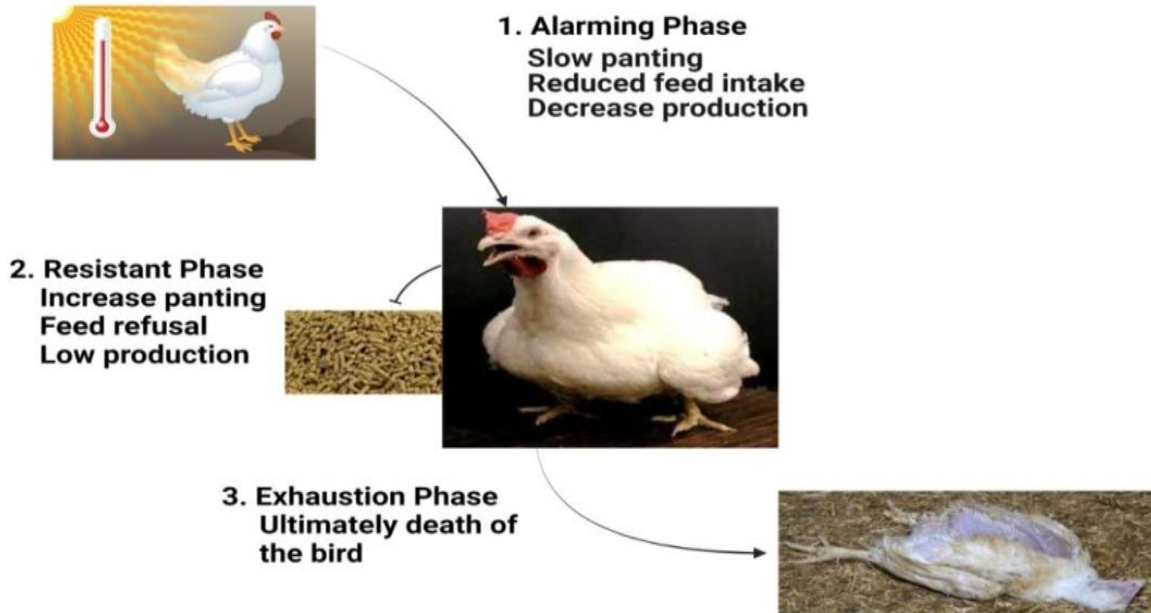 1. Alarming Phase
Slow panting
Reduced feed intake
Decrease production
2. Resistant Phase
Increase panting
Feed refusal
Low production
3. Exhaustion Phase
Ultimately death of
the bird